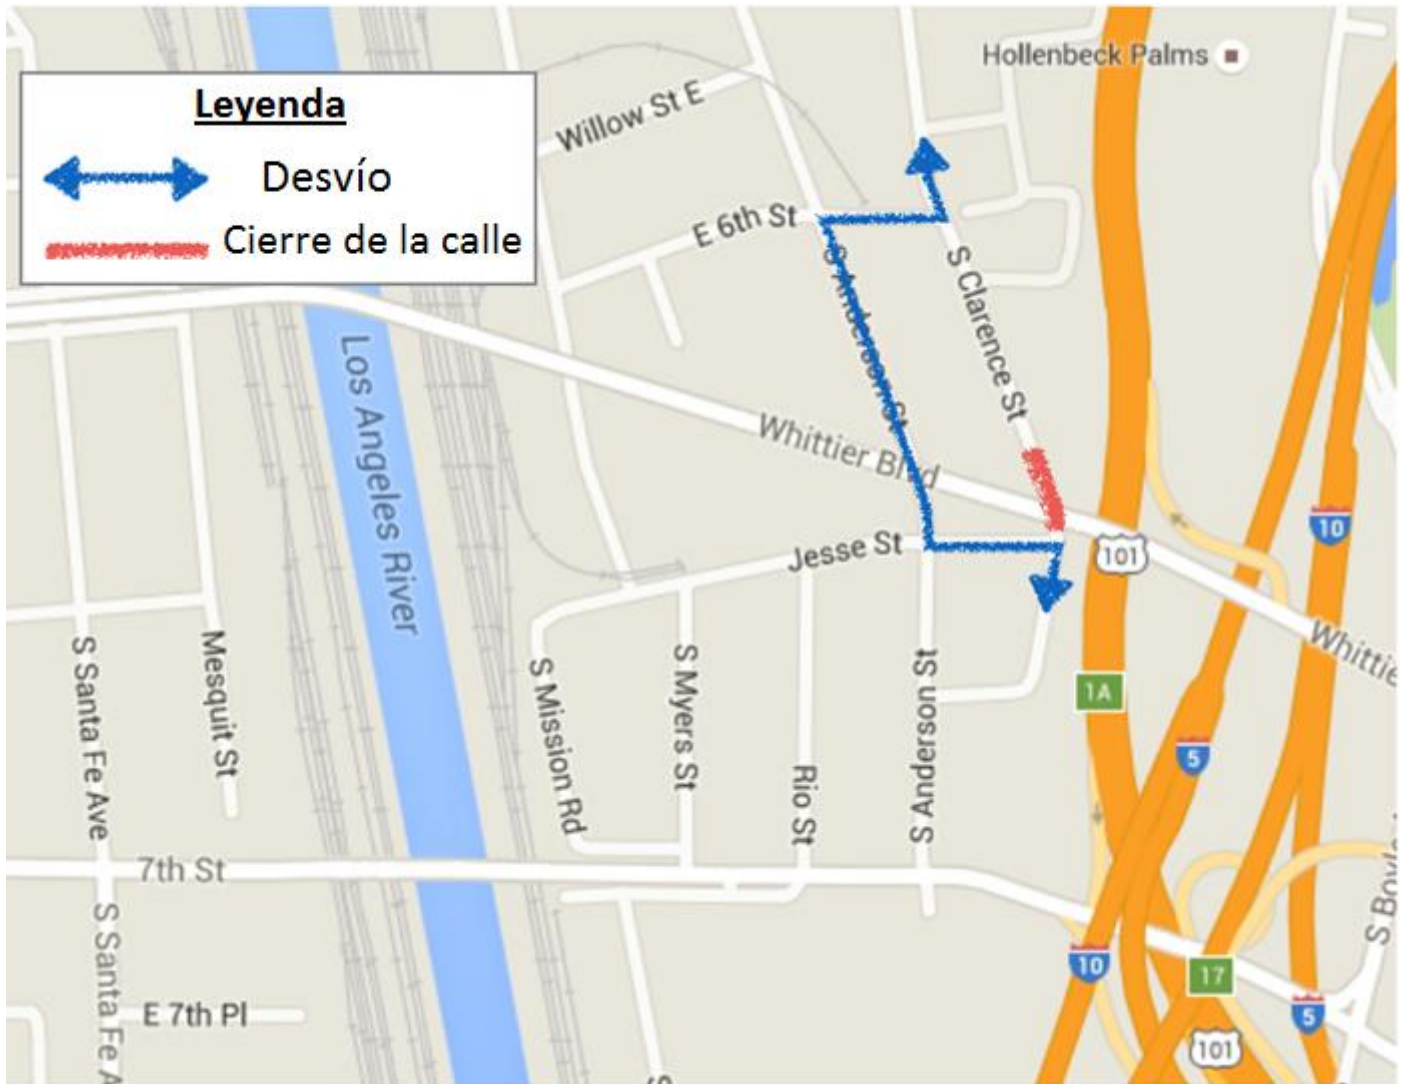 Hollenbeck Palms
Leyenda
Desvío
Cierre de la calle
Willow St E
E 6th St
S Anderson St
S Clarence St
Los Angeles River
Whittier Blvd
Jesse St
101
10
Whittie
S Santa Fe Ave
Mesquit St
S Mission Rd
S Myers St
Rio St
S Anderson St
1A
5
7th St
S Santa Fe A
E 7th Pl
10
17
5
101
S Boyle
S